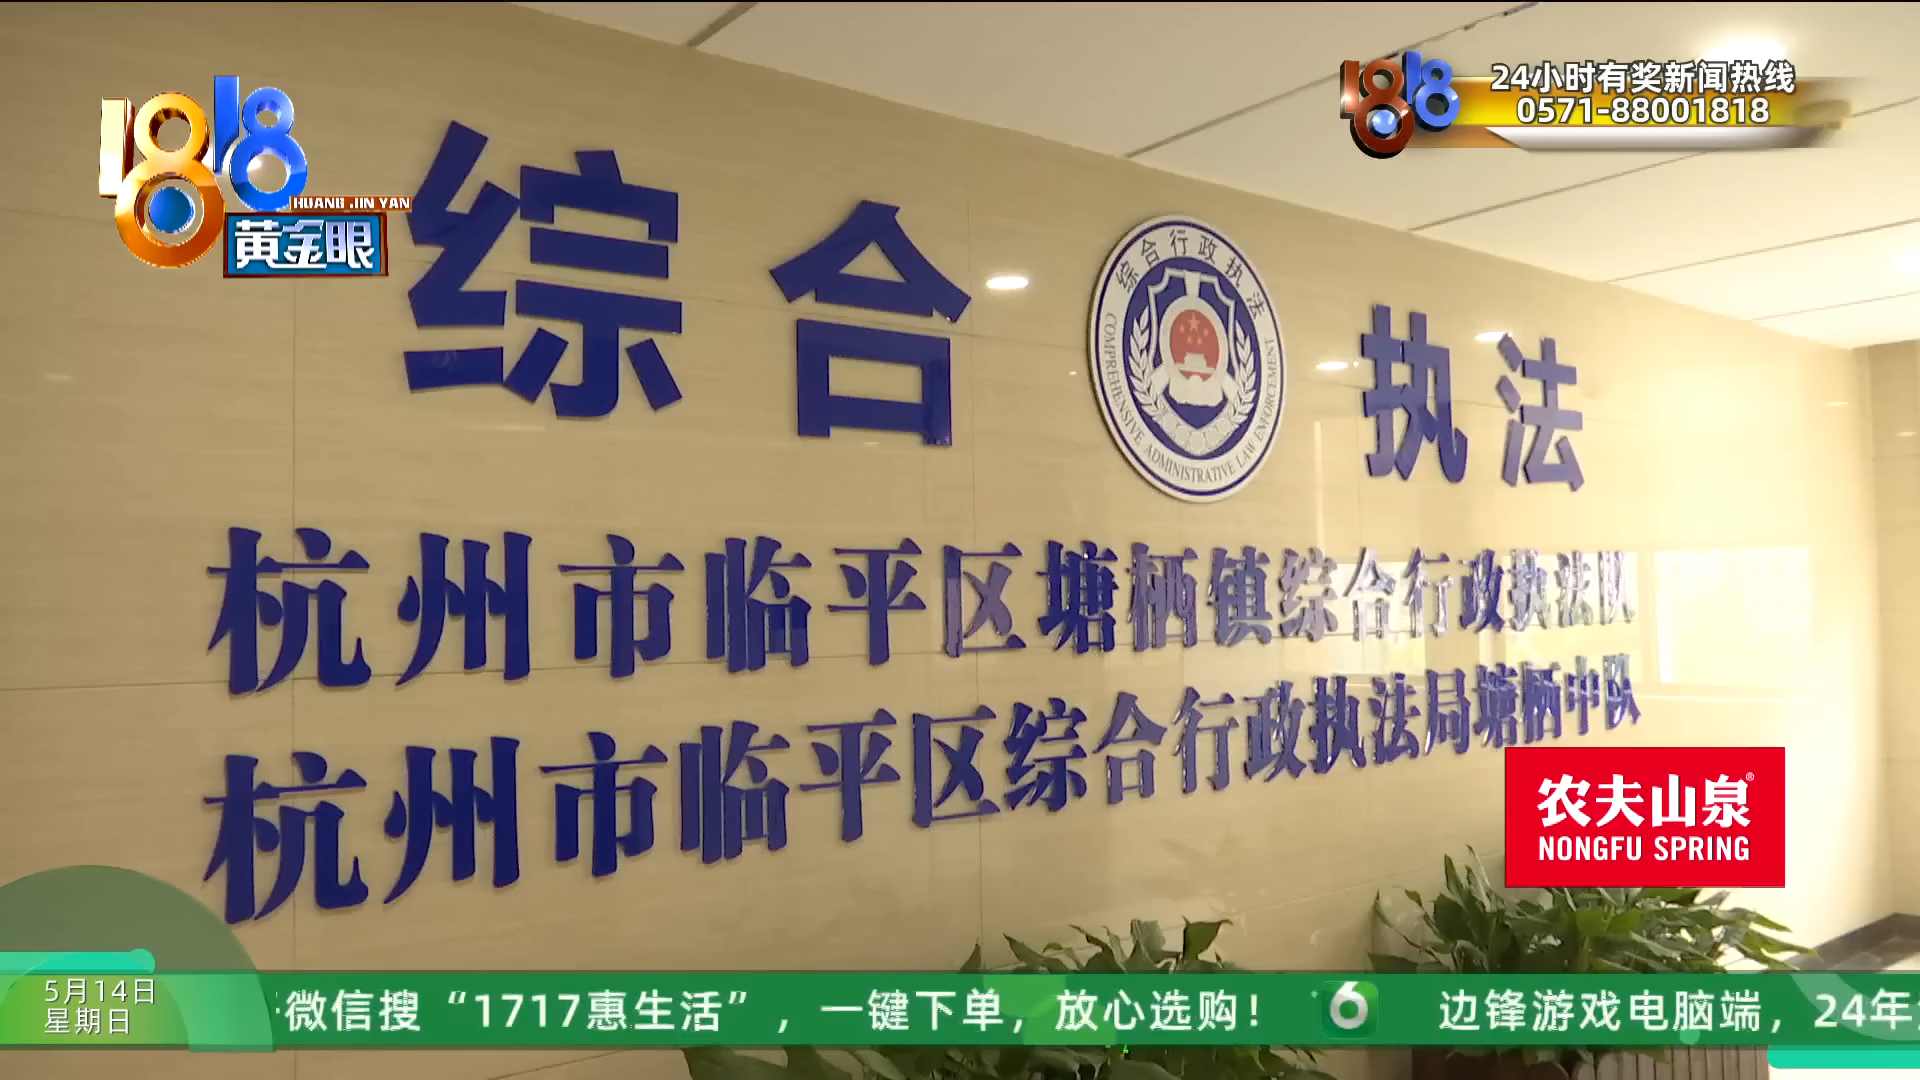 1818
HUANG JIN YAN
黄金眼
1818
24小时有奖新闻热线
0571-88001818
综合 执法
综合行政执法
COMPREHENSIVE ADMINISTRATIVE LAW ENFORCEMENT
杭州市临平区塘栖镇综合行政执法队
杭州市临平区综合行政执法局塘栖中队
农夫山泉®
NONGFU SPRING
5月14日
星期日
微信搜“1717惠生活”，一键下单，放心选购！ 6 边锋游戏电脑端，24年